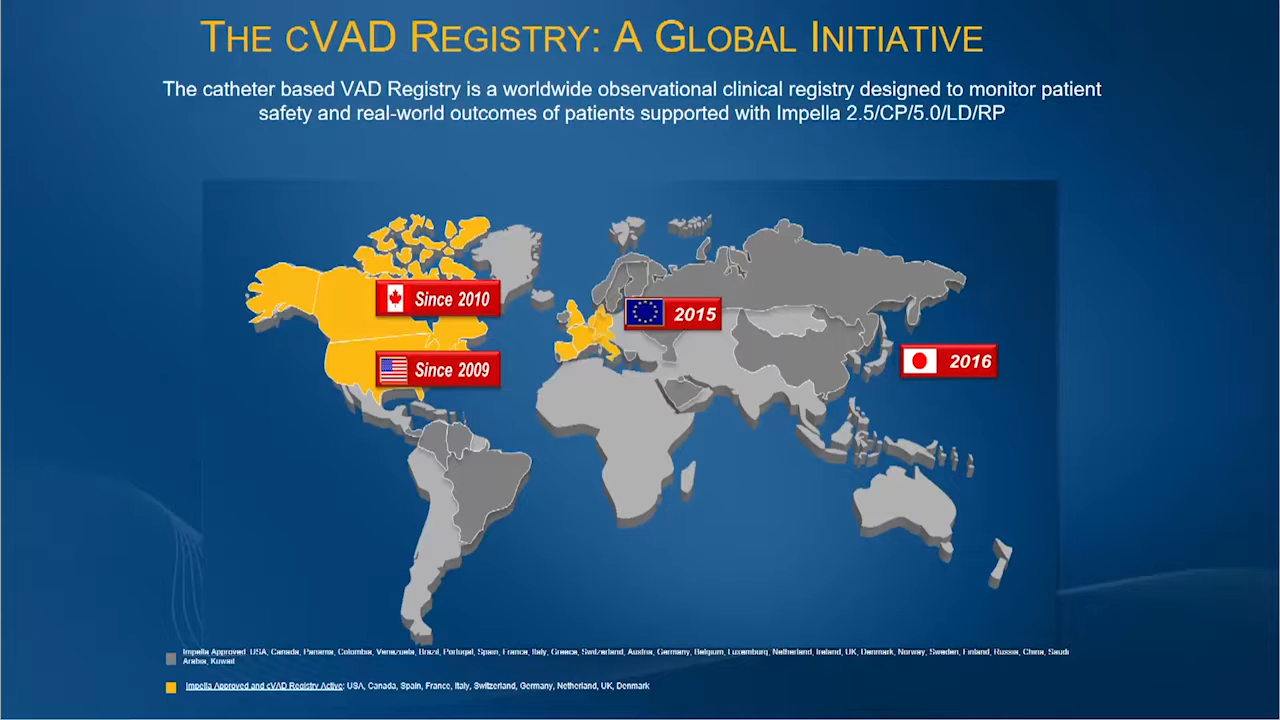 THE CVAD REGISTRY: A GLOBAL INITIATIVE
The catheter based VAD Registry is a worldwide observational clinical registry designed to monitor patient
safety and real-world outcomes of patients supported with Impella 2.5/CP/5.0/LD/RP
Since 2010
2015
2016
Since 2009
Impella Approved: USA, Canada, Panama, Colombia, Venezuela, Brazil, Portugal, Spain, France, Italy, Greece, Switzerland, Austria, Germany, Belgium, Luxemburg, Netherland, Ireland, UK, Denmark, Norway, Sweden, Finland, Russia, China, Saudi
Arabia, Kuwait
Impella Approved and cVAD Registry Active: USA, Canada, Spain, France, Italy, Switzerland, Germany, Netherland, UK, Denmark